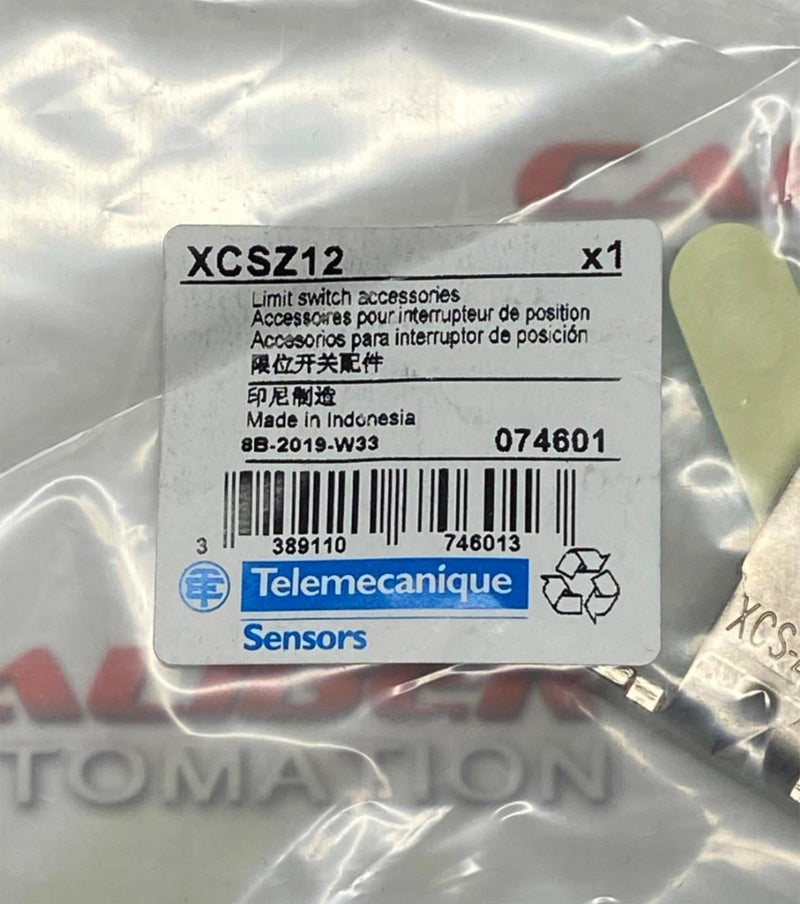 XCSZ12 x1
Limit switch accessories
Accessoires pour interrupteur de position
Accesorios para interruptor de posición
限位开关配件
印尼制造
Made in Indonesia
8B-2019-W33 074601
3 389110 746013
Telemecanique
Sensors
XCS-